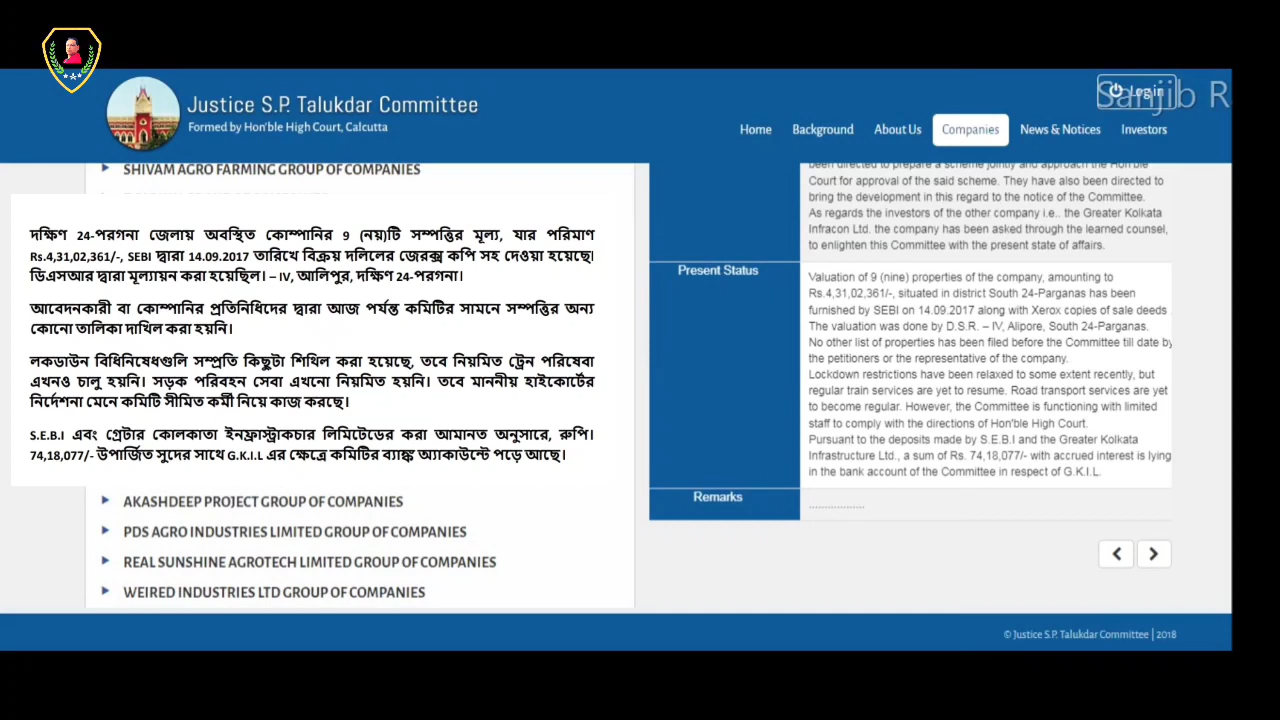 Justice S.P. Talukdar Committee
Formed by Hon'ble High Court, Calcutta
Log in
Sanjib R
Home
Background
About Us
Companies
News & Notices
Investors
SHIVAM AGRO FARMING GROUP OF COMPANIES
দক্ষিণ 24-পরগনা জেলায় অবস্থিত কোম্পানির 9 (নয়)টি সম্পত্তির মূল্য, যার পরিমাণ
Rs.4,31,02,361/-, SEBI দ্বারা 14.09.2017 তারিখে বিক্রয় দলিলের জেরক্স কপি সহ দেওয়া হয়েছে৷
ডিএসআর দ্বারা মূল্যায়ন করা হয়েছিল। – IV, আলিপুর, দক্ষিণ 24-পরগনা।
আবেদনকারী বা কোম্পানির প্রতিনিধিদের দ্বারা আজ পর্যন্ত কমিটির সামনে সম্পত্তির অন্য
কোনো তালিকা দাখিল করা হয়নি।
লকডাউন বিধিনিষেধগুলি সম্প্রতি কিছুটা শিথিল করা হয়েছে, তবে নিয়মিত ট্রেন পরিষেবা
এখনও চালু হয়নি। সড়ক পরিবহন সেবা এখনো নিয়মিত হয়নি। তবে মাননীয় হাইকোর্টের
নির্দেশনা মেনে কমিটি সীমিত কর্মী নিয়ে কাজ করছে।
S.E.B.I এবং গ্রেটার কোলকাতা ইনফ্রাস্ট্রাকচার লিমিটেডের করা আমানত অনুসারে, রুপি।
74,18,077/- উপার্জিত সুদের সাথে G.K.I.L এর ক্ষেত্রে কমিটির ব্যাঙ্ক অ্যাকাউন্টে পড়ে আছে।
AKASHDEEP PROJECT GROUP OF COMPANIES
PDS AGRO INDUSTRIES LIMITED GROUP OF COMPANIES
REAL SUNSHINE AGROTECH LIMITED GROUP OF COMPANIES
WEIRED INDUSTRIES LTD GROUP OF COMPANIES
been directed to prepare a scheme jointly and approach the Hon'ble
Court for approval of the said scheme. They have also been directed to
bring the development in this regard to the notice of the Committee.
As regards the investors of the other company i.e.. the Greater Kolkata
Infracon Ltd. the company has been asked through the learned counsel,
to enlighten this Committee with the present state of affairs.
Present Status
Valuation of 9 (nine) properties of the company, amounting to
Rs.4,31,02,361/-, situated in district South 24-Parganas has been
furnished by SEBI on 14.09.2017 along with Xerox copies of sale deeds .
The valuation was done by D.S.R. – IV, Alipore, South 24-Parganas.
No other list of properties has been filed before the Committee till date by
the petitioners or the representative of the company.
Lockdown restrictions have been relaxed to some extent recently, but
regular train services are yet to resume. Road transport services are yet
to become regular. However, the Committee is functioning with limited
staff to comply with the directions of Hon'ble High Court.
Pursuant to the deposits made by S.E.B.I and the Greater Kolkata
Infrastructure Ltd., a sum of Rs. 74,18,077/- with accrued interest is lying
in the bank account of the Committee in respect of G.K.I.L.
Remarks
..................
© Justice S.P. Talukdar Committee | 2018